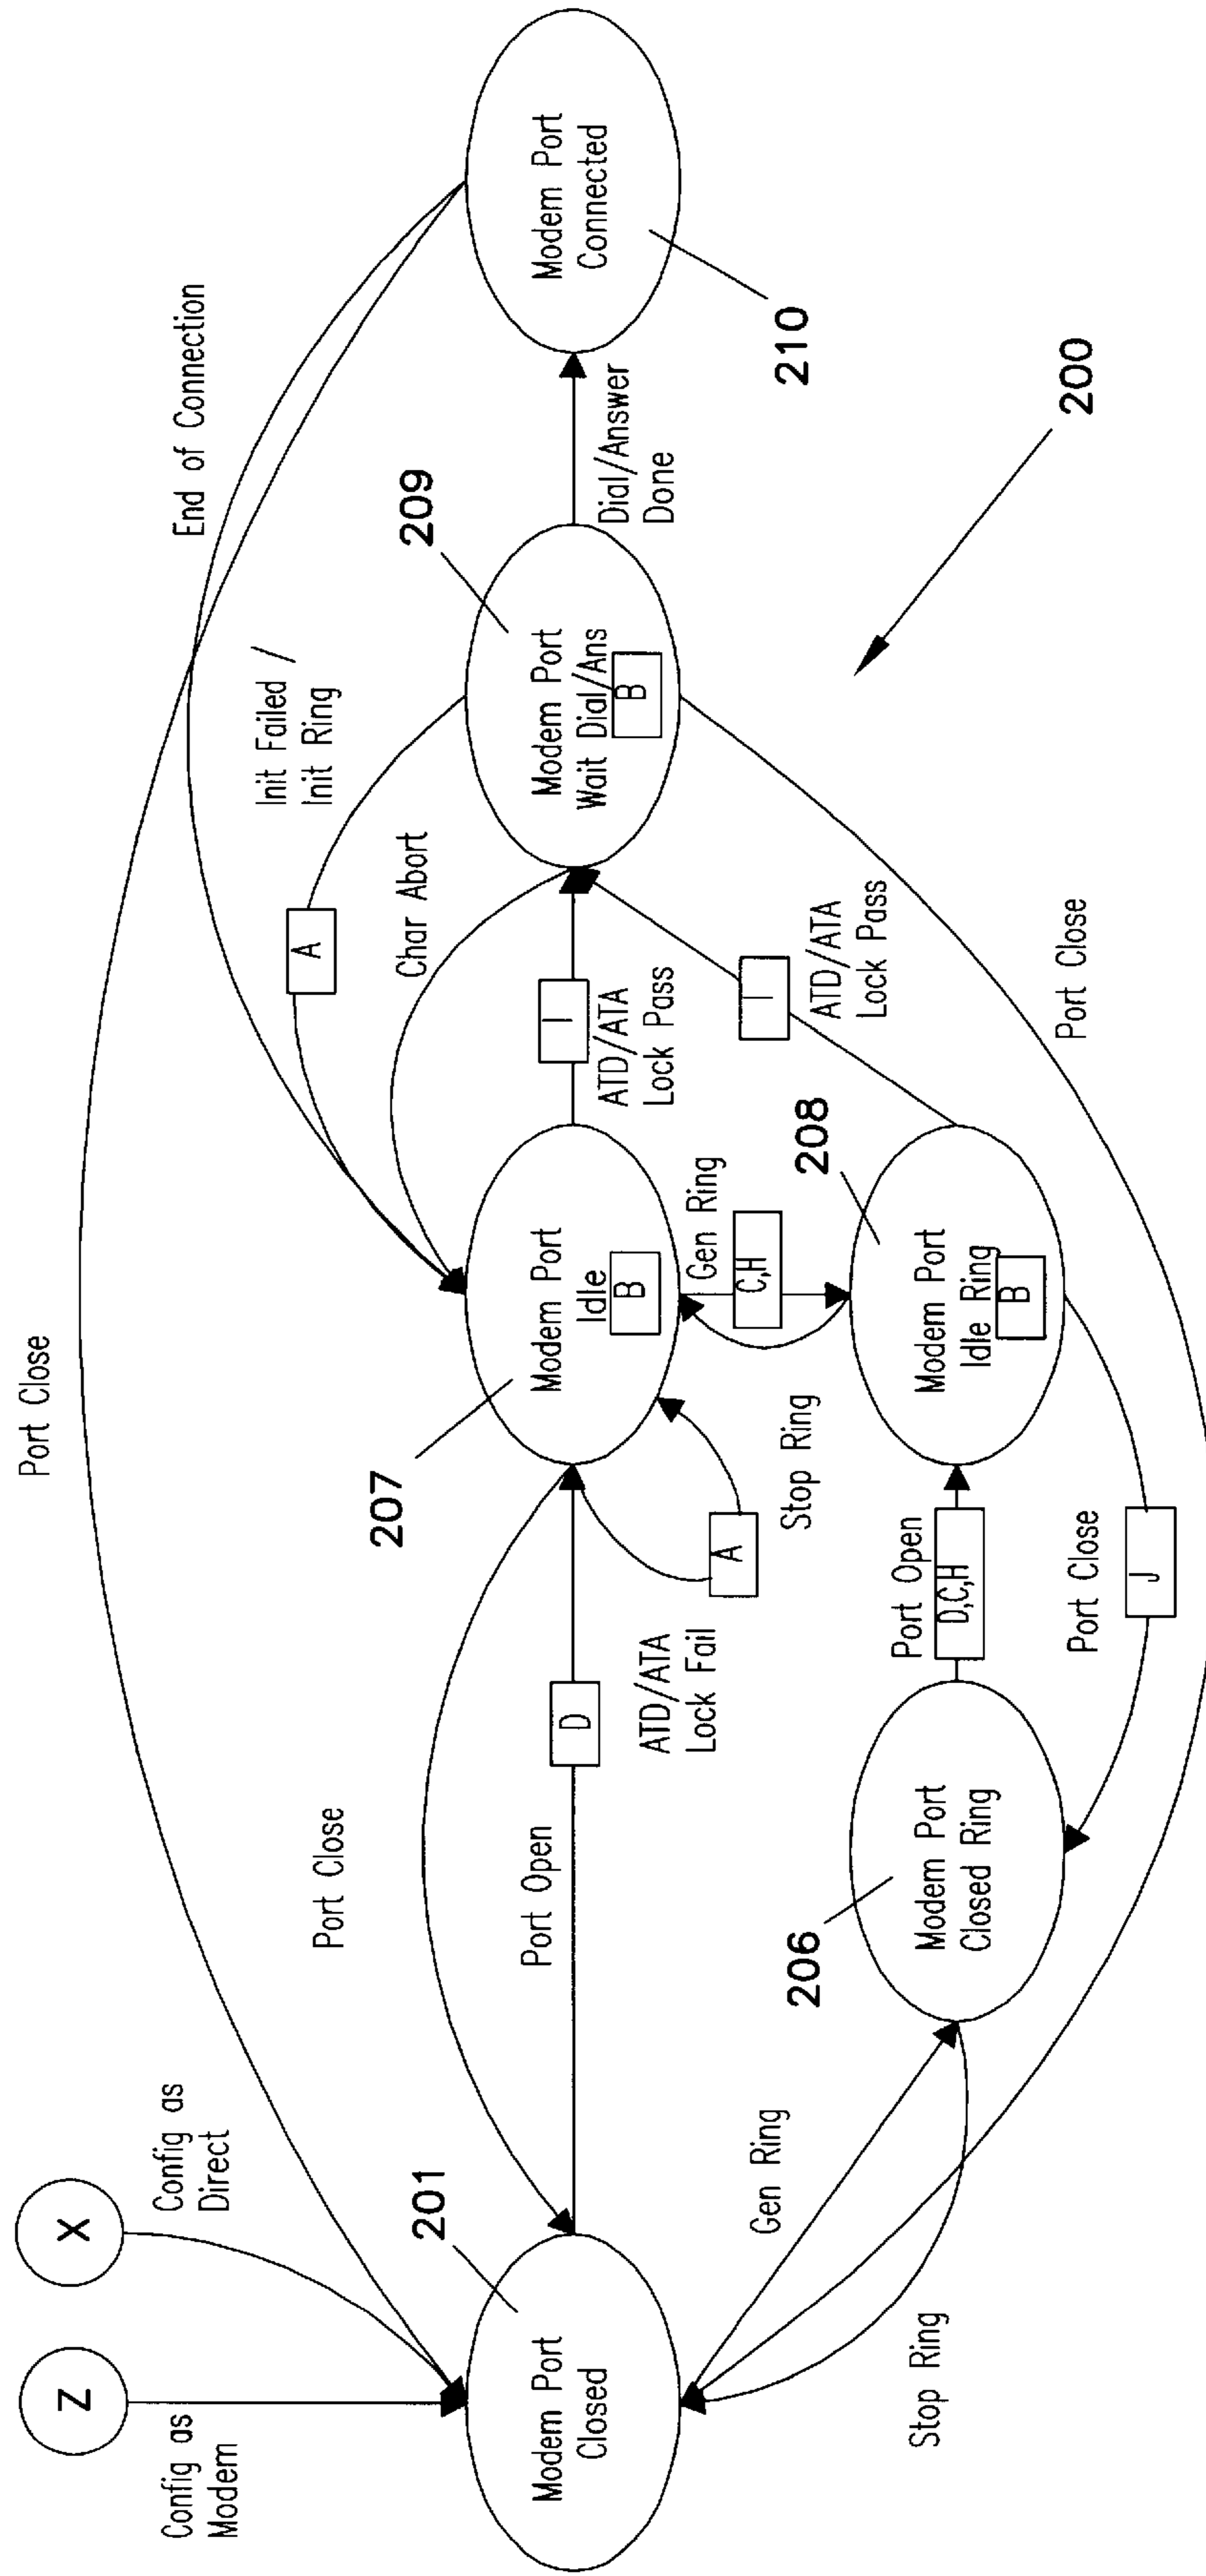 Z
Config as
Modem
X
Config as
Direct
Port Close
End of Connection
Init Failed /
Init Ring
A
Char Abort
Port Close
201
Modem Port
Closed
Port Open
D
ATD/ATA
Lock Fail
A
207
Modem Port
Idle
B
I
ATD/ATA
Lock Pass
209
Modem Port
Wait Dial/Ans
B
Dial/Answer
Done
Modem Port
Connected
210
Gen Ring
C,H
Stop Ring
208
Modem Port
Idle Ring
B
I
ATD/ATA
Lock Pass
Port Open
D,C,H
206
Modem Port
Closed Ring
Port Close
J
Gen Ring
Stop Ring
Port Close
200